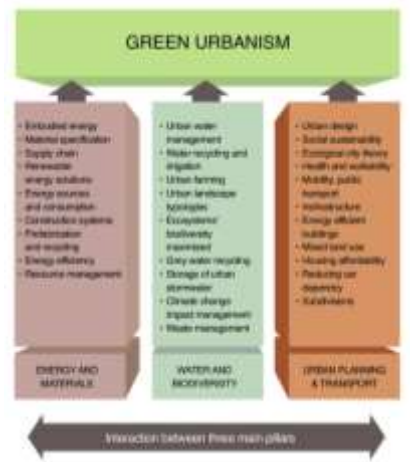 GREEN URBANISM
• Embodied energy
• Material specification
• Supply chain
• Renewable
energy solutions
• Energy sources
and consumption
• Construction systems
• Prefabrication
and recycling
• Energy efficiency
• Resource management
ENERGY AND
MATERIALS
• Urban water
management
• Water recycling and
irrigation
• Urban farming
• Urban landscape
typologies
• Ecosystems'
biodiversity
maximized
• Grey water recycling
• Storage of urban
stormwater
• Climate change
impact management
• Waste management
WATER AND
BIODIVERSITY
• Urban design
• Social sustainability
• Ecological city theory
• Health and walkability
• Mobility, public
transport
• Infrastructure
• Energy efficient
buildings
• Mixed land use
• Housing affordability
• Reducing car
depency
• Subdivisions
URBAN PLANNING
& TRANSPORT
Interaction between three main pillars